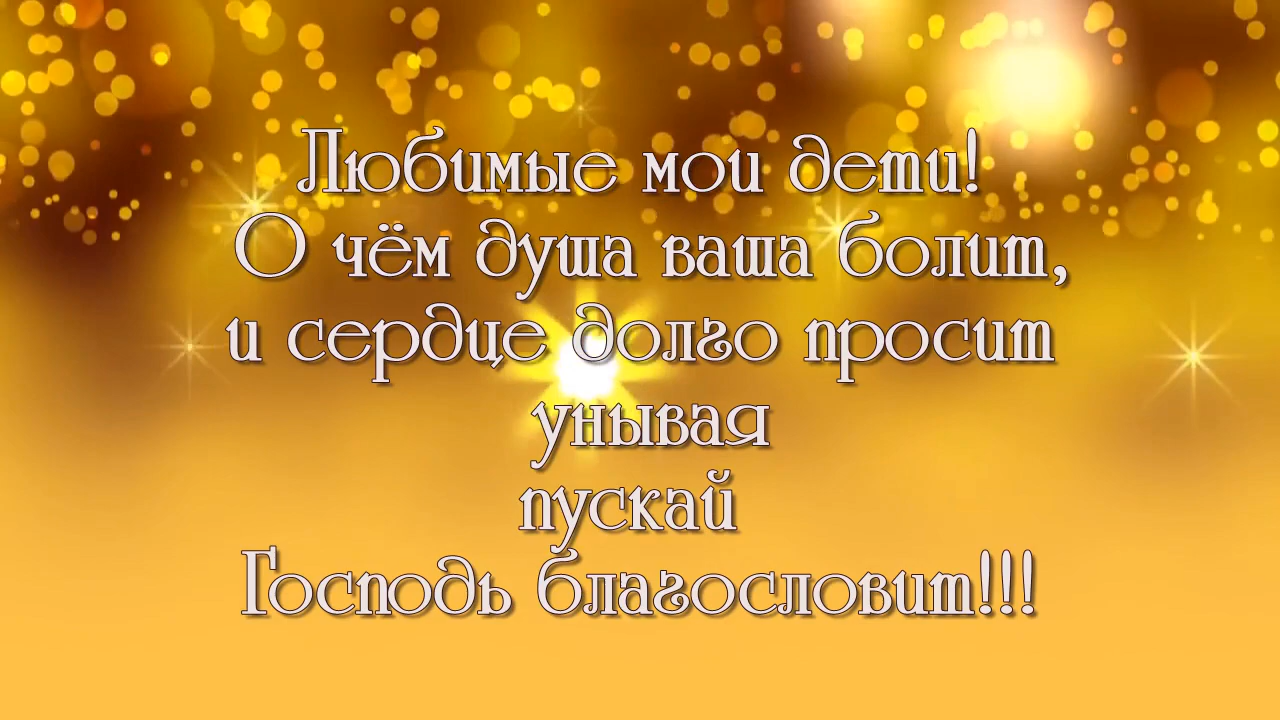 Любимые мои дети!
О чём душа ваша болит,
и сердце долго просит
унывая
пускай
Господь благословит!!!